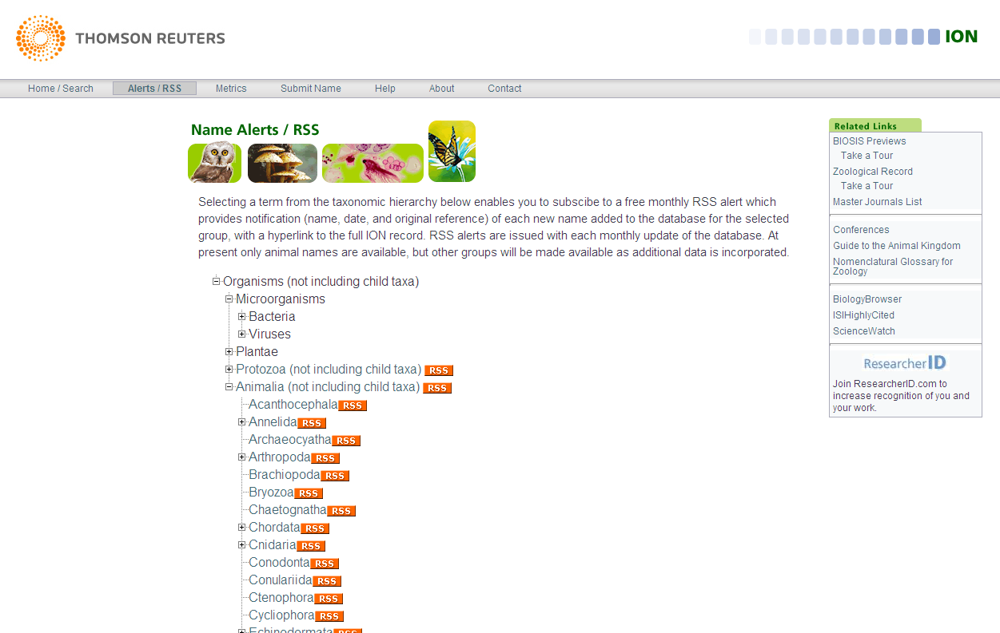 THOMSON REUTERS
ION
Home / Search
Alerts / RSS
Metrics
Submit Name
Help
About
Contact
Name Alerts / RSS
Selecting a term from the taxonomic hierarchy below enables you to subscibe to a free monthly RSS alert which
provides notification (name, date, and original reference) of each new name added to the database for the selected
group, with a hyperlink to the full ION record. RSS alerts are issued with each monthly update of the database. At
present only animal names are available, but other groups will be made available as additional data is incorporated.
Organisms (not including child taxa)
Microorganisms
Bacteria
Viruses
Plantae
Protozoa (not including child taxa) RSS
Animalia (not including child taxa) RSS
Acanthocephala RSS
Annelida RSS
Archaeocyatha RSS
Arthropoda RSS
Brachiopoda RSS
Bryozoa RSS
Chaetognatha RSS
Chordata RSS
Cnidaria RSS
Conodonta RSS
Conulariida RSS
Ctenophora RSS
Cycliophora RSS
Echinodermata RSS
Related Links
BIOSIS Previews
Take a Tour
Zoological Record
Take a Tour
Master Journals List
Conferences
Guide to the Animal Kingdom
Nomenclatural Glossary for
Zoology
BiologyBrowser
ISIHighlyCited
ScienceWatch
ResearcherID
Join ResearcherID.com to
increase recognition of you and
your work.